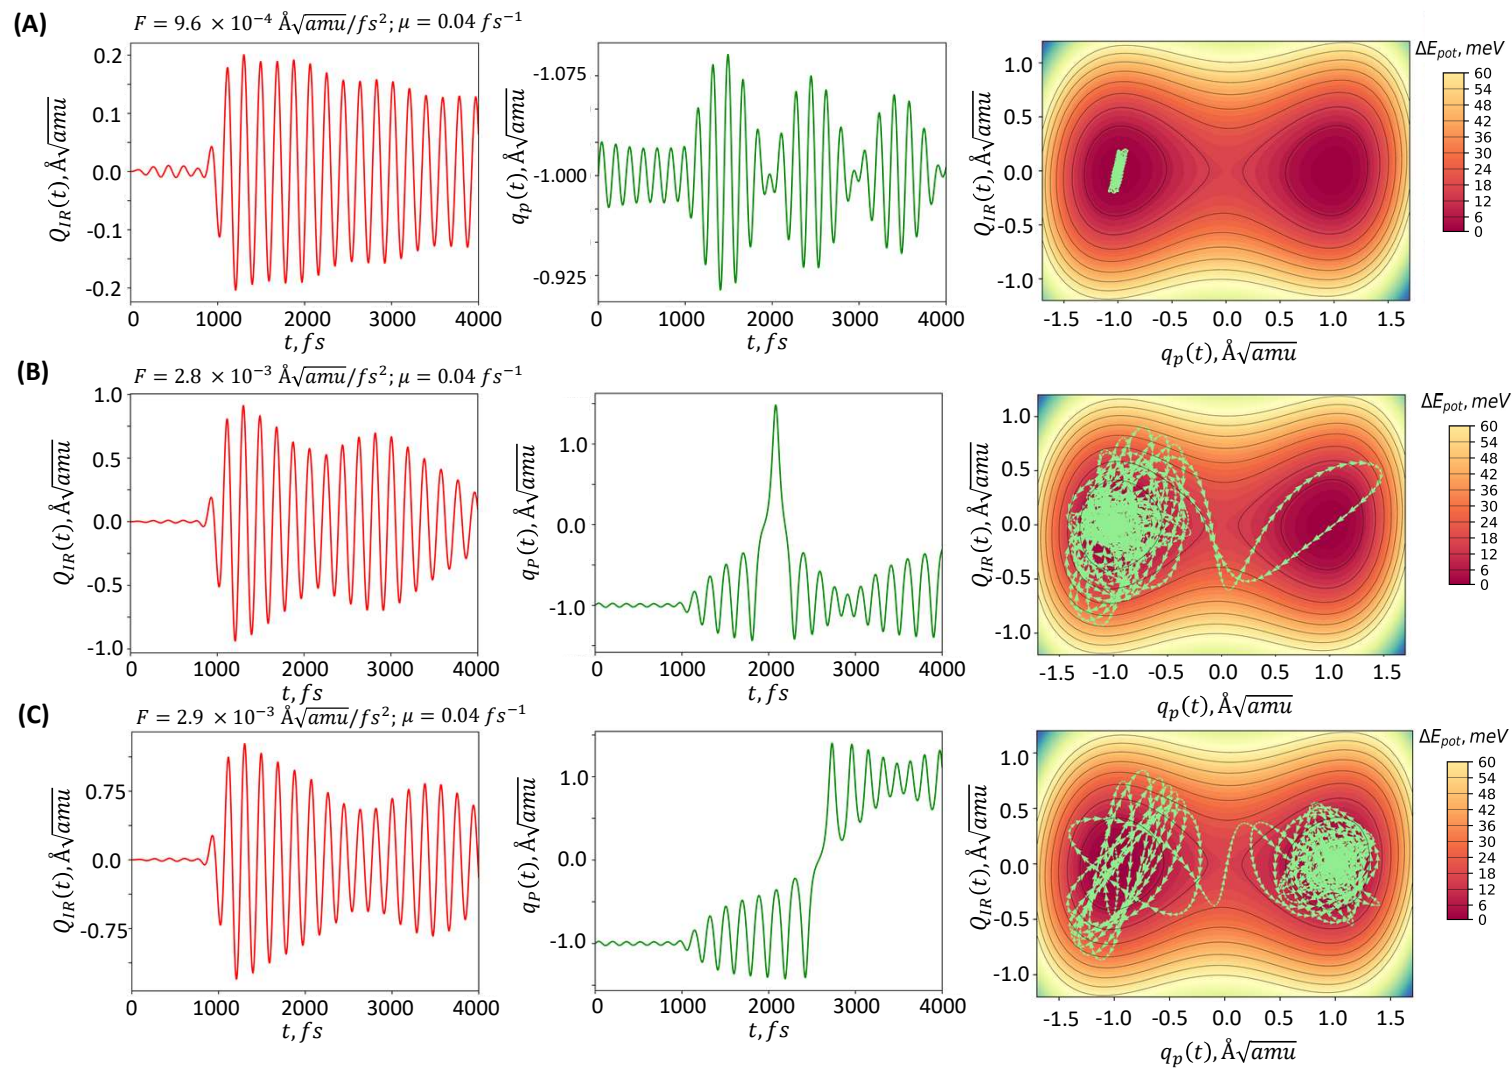 (A)
F = 9.6 × 10⁻⁴ Å√amu/fs²; μ = 0.04 fs⁻¹
Q_IR(t), Å√amu
0.2
0.1
0.0
-0.1
-0.2
0 1000 2000 3000 4000
t, fs
q_p(t), Å√amu
-1.075
-1.000
-0.925
0 1000 2000 3000 4000
t, fs
Q_IR(t), Å√amu
1.0
0.5
0.0
-0.5
-1.0
-1.5 -1.0 -0.5 0.0 0.5 1.0 1.5
q_p(t), Å√amu
ΔE_pot, meV
60
54
48
42
36
30
24
18
12
6
0
(B)
F = 2.8 × 10⁻³ Å√amu/fs²; μ = 0.04 fs⁻¹
Q_IR(t), Å√amu
1.0
0.5
0.0
-0.5
-1.0
0 1000 2000 3000 4000
t, fs
q_P(t), Å√amu
1.0
0.0
-1.0
0 1000 2000 3000 4000
t, fs
Q_IR(t), Å√amu
1.0
0.5
0.0
-0.5
-1.0
-1.5 -1.0 -0.5 0.0 0.5 1.0 1.5
q_p(t), Å√amu
ΔE_pot, meV
60
54
48
42
36
30
24
18
12
6
0
(C)
F = 2.9 × 10⁻³ Å√amu/fs²; μ = 0.04 fs⁻¹
Q_IR(t), Å√amu
0.75
0.0
-0.75
0 1000 2000 3000 4000
t, fs
q_P(t), Å√amu
1.0
0.0
-1.0
0 1000 2000 3000 4000
t, fs
Q_IR(t), Å√amu
1.0
0.5
0.0
-0.5
-1.0
-1.5 -1.0 -0.5 0.0 0.5 1.0 1.5
q_p(t), Å√amu
ΔE_pot, meV
60
54
48
42
36
30
24
18
12
6
0